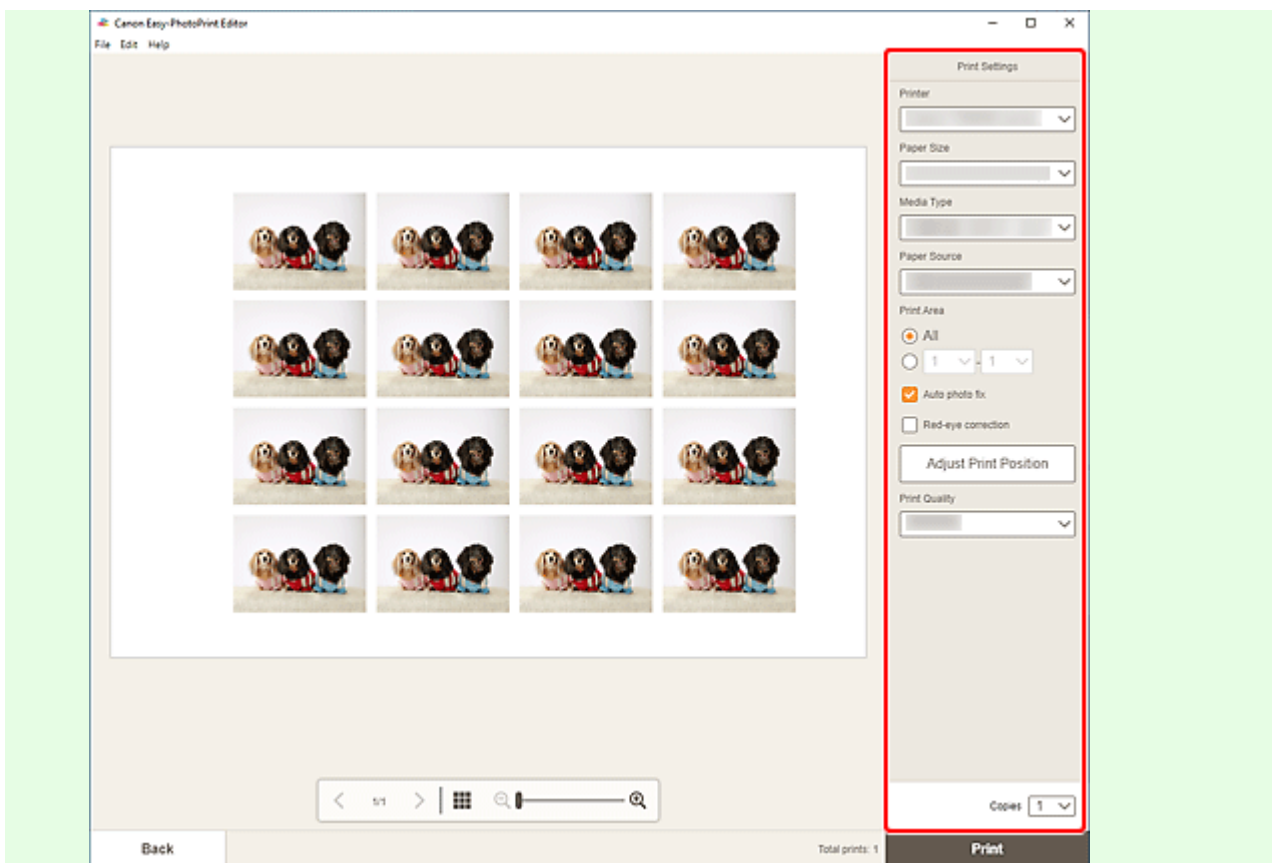 Canon Easy-PhotoPrint Editor
File Edit Help
Print Settings
Printer
Paper Size
Media Type
Paper Source
Print Area
All
1 - 1
Auto photo fix
Red-eye correction
Adjust Print Position
Print Quality
1/1
Copies 1
Back
Total prints: 1
Print